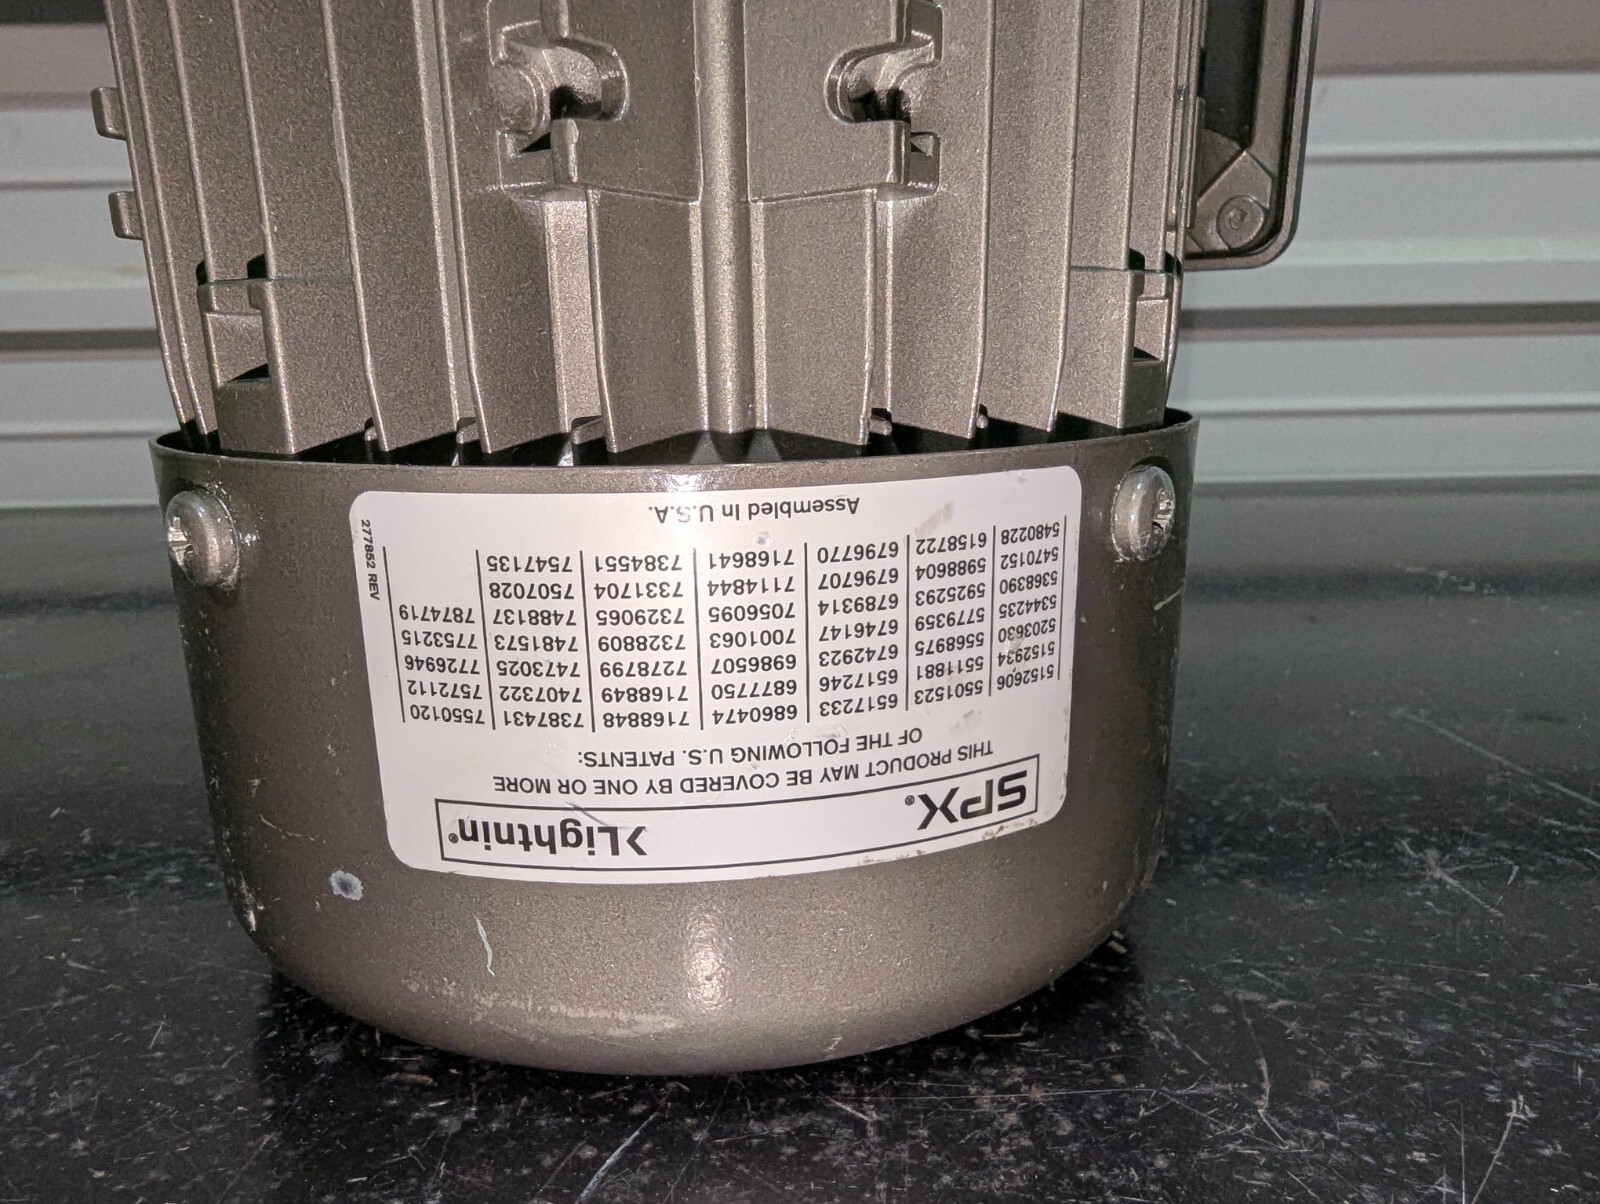 SPX® >Lightnin®
THIS PRODUCT MAY BE COVERED BY ONE OR MORE
OF THE FOLLOWING U.S. PATENTS:
5152606 5501523 6517233 6860474 7168848 7387431 7550120
5152934 5511881 6517246 6877750 7168849 7407322 7572112
5203630 5568975 6742923 6986507 7278799 7473025 7726946
5344235 5779359 6746147 7001063 7328809 7481573 7753215
5368390 5925293 6789314 7056095 7329065 7488137 7874719
5470152 5988604 6796707 7114844 7331704 7507028
5480228 6158722 6796770 7168641 7384551 7547135
Assembled In U.S.A.
277852 REV